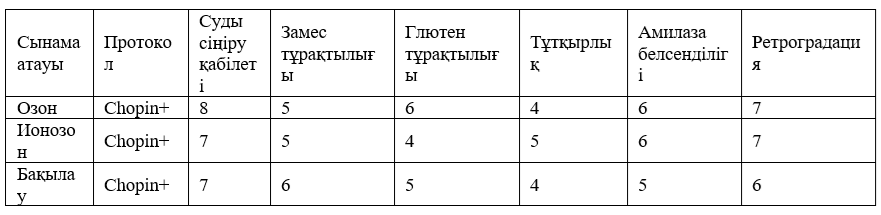 Сынама атауы | Протокол | Суды сіңіру қабілеті | Замес тұрақтылығы | Глютен тұрақтылығы | Тұтқырлық | Амилаза белсенділігі | Ретроградация
Озон | Chopin+ | 8 | 5 | 6 | 4 | 6 | 7
Ионозон | Chopin+ | 7 | 5 | 4 | 5 | 6 | 7
Бақылау | Chopin+ | 7 | 6 | 5 | 4 | 5 | 6